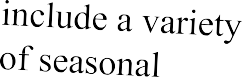 include a variety
of seasonal